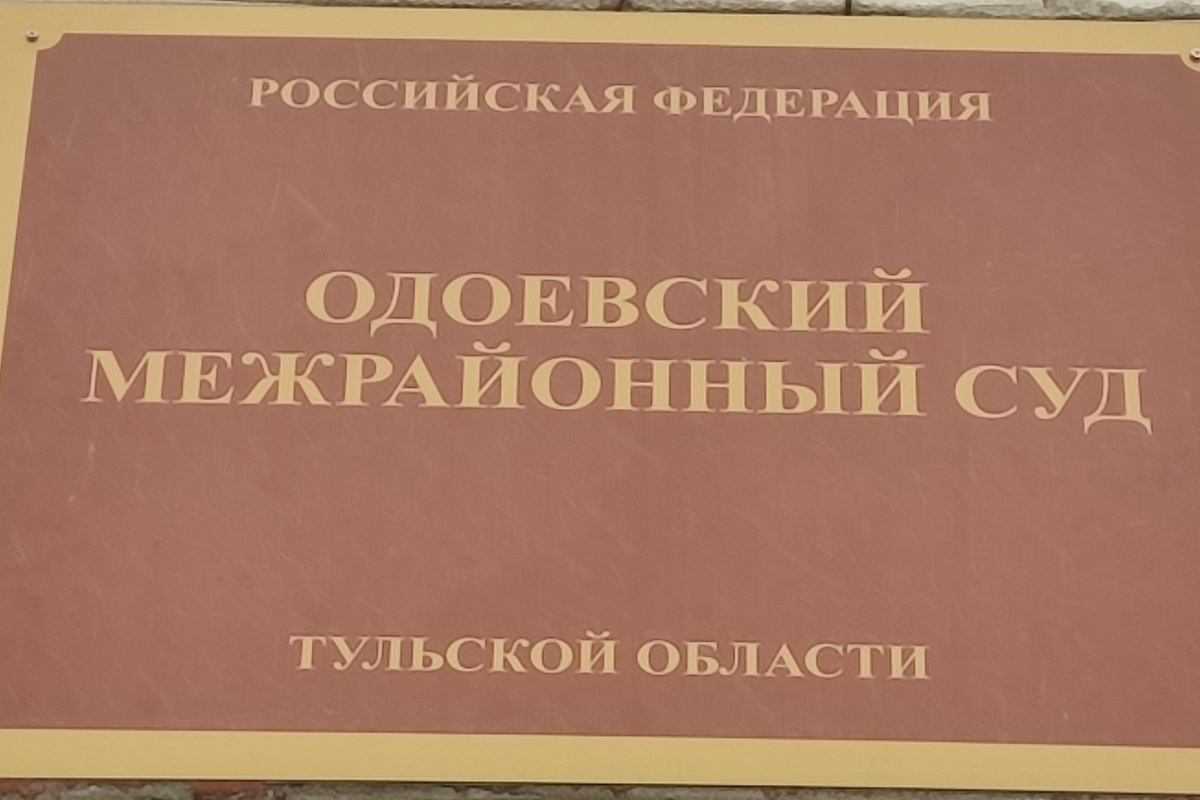 РОССИЙСКАЯ ФЕДЕРАЦИЯ
ОДОЕВСКИЙ
МЕЖРАЙОННЫЙ СУД
ТУЛЬСКОЙ ОБЛАСТИ